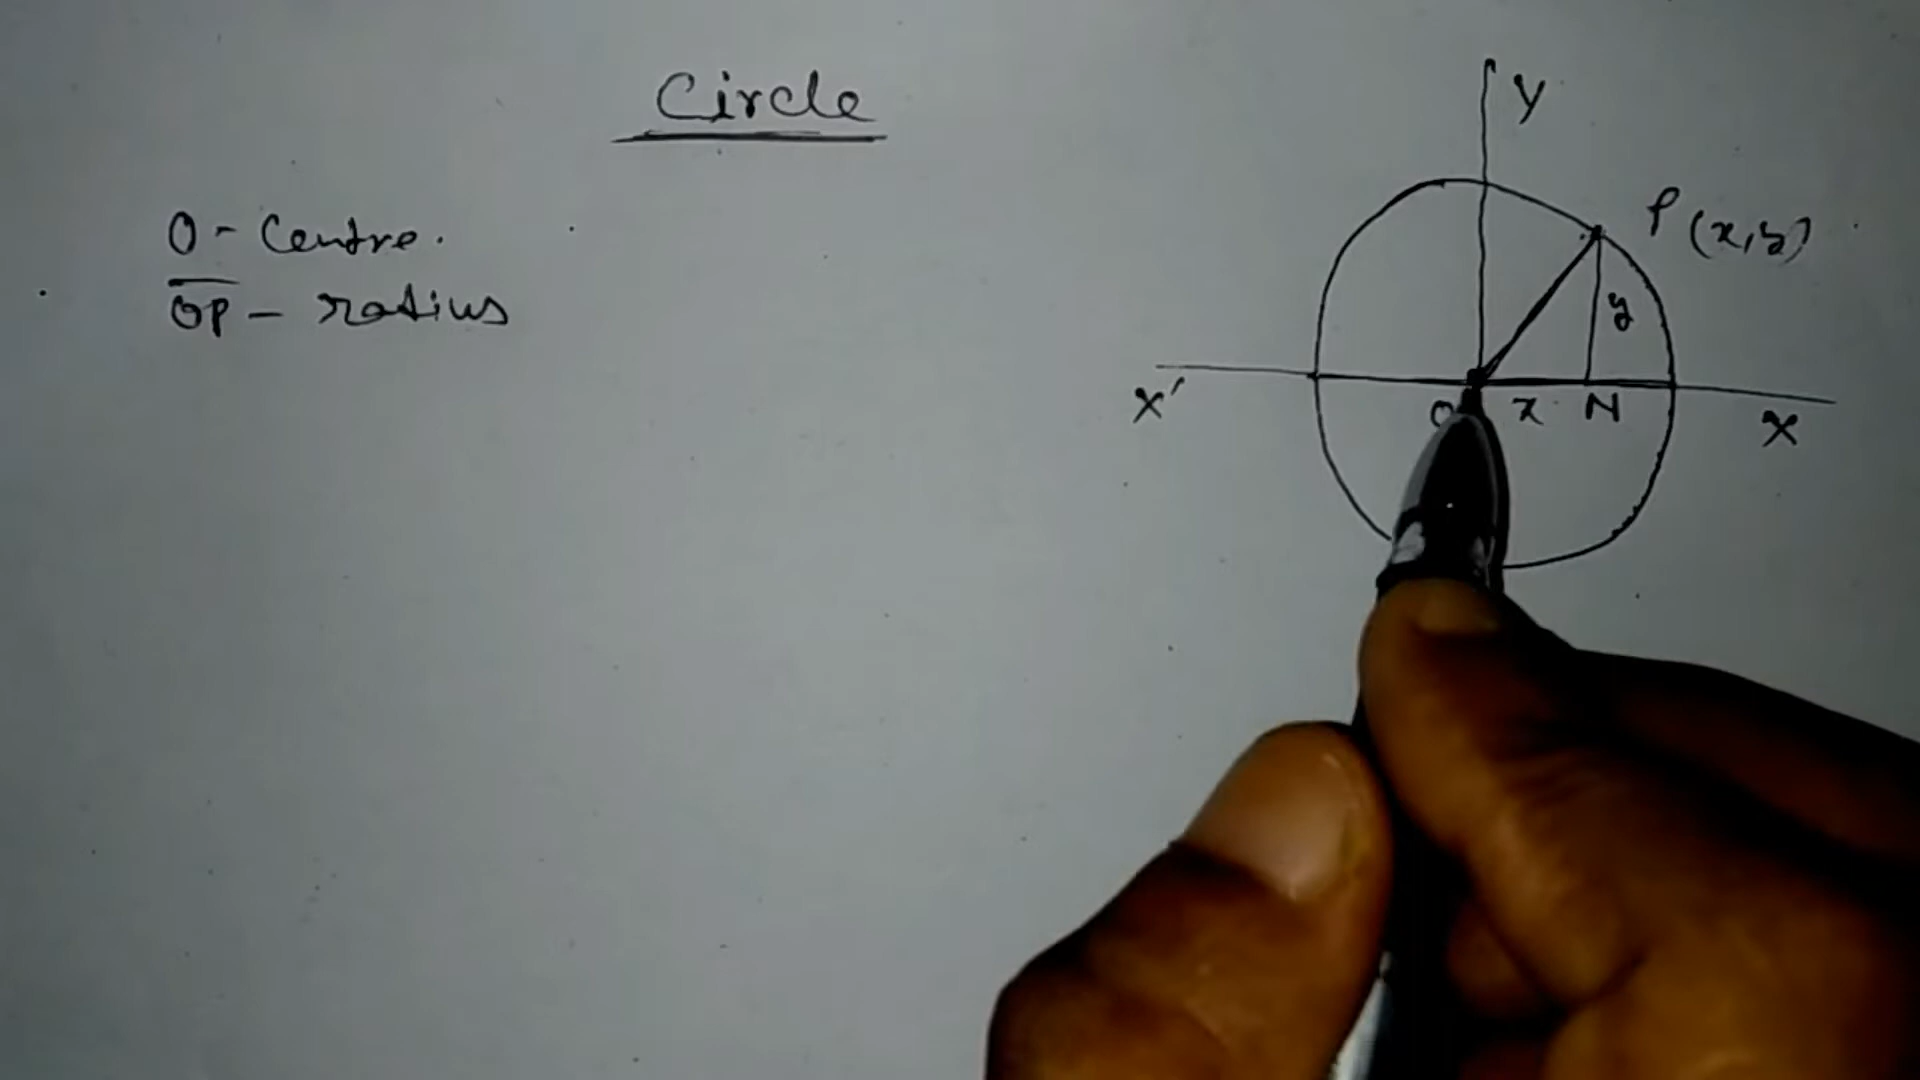 Circle
O - Centre.
OP - radius
Y
P (x,y)
y
X'
O x N
X